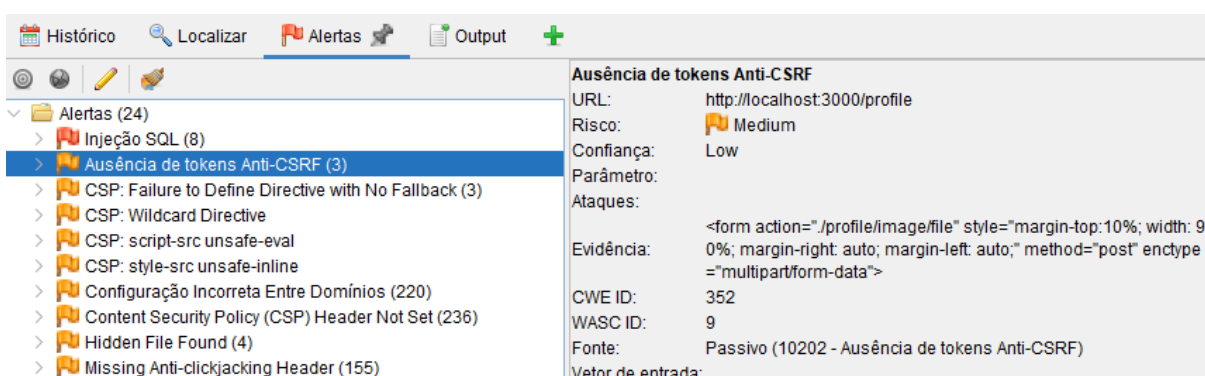 Histórico Localizar Alertas Output
Alertas (24)
Injeção SQL (8)
Ausência de tokens Anti-CSRF (3)
CSP: Failure to Define Directive with No Fallback (3)
CSP: Wildcard Directive
CSP: script-src unsafe-eval
CSP: style-src unsafe-inline
Configuração Incorreta Entre Domínios (220)
Content Security Policy (CSP) Header Not Set (236)
Hidden File Found (4)
Missing Anti-clickjacking Header (155)
Ausência de tokens Anti-CSRF
URL: http://localhost:3000/profile
Risco: Medium
Confiança: Low
Parâmetro:
Ataques:
Evidência:
<form action="./profile/image/file" style="margin-top:10%; width: 9
0%; margin-right: auto; margin-left: auto;" method="post" enctype
="multipart/form-data">
CWE ID: 352
WASC ID: 9
Fonte: Passivo (10202 - Ausência de tokens Anti-CSRF)
Vetor de entrada: